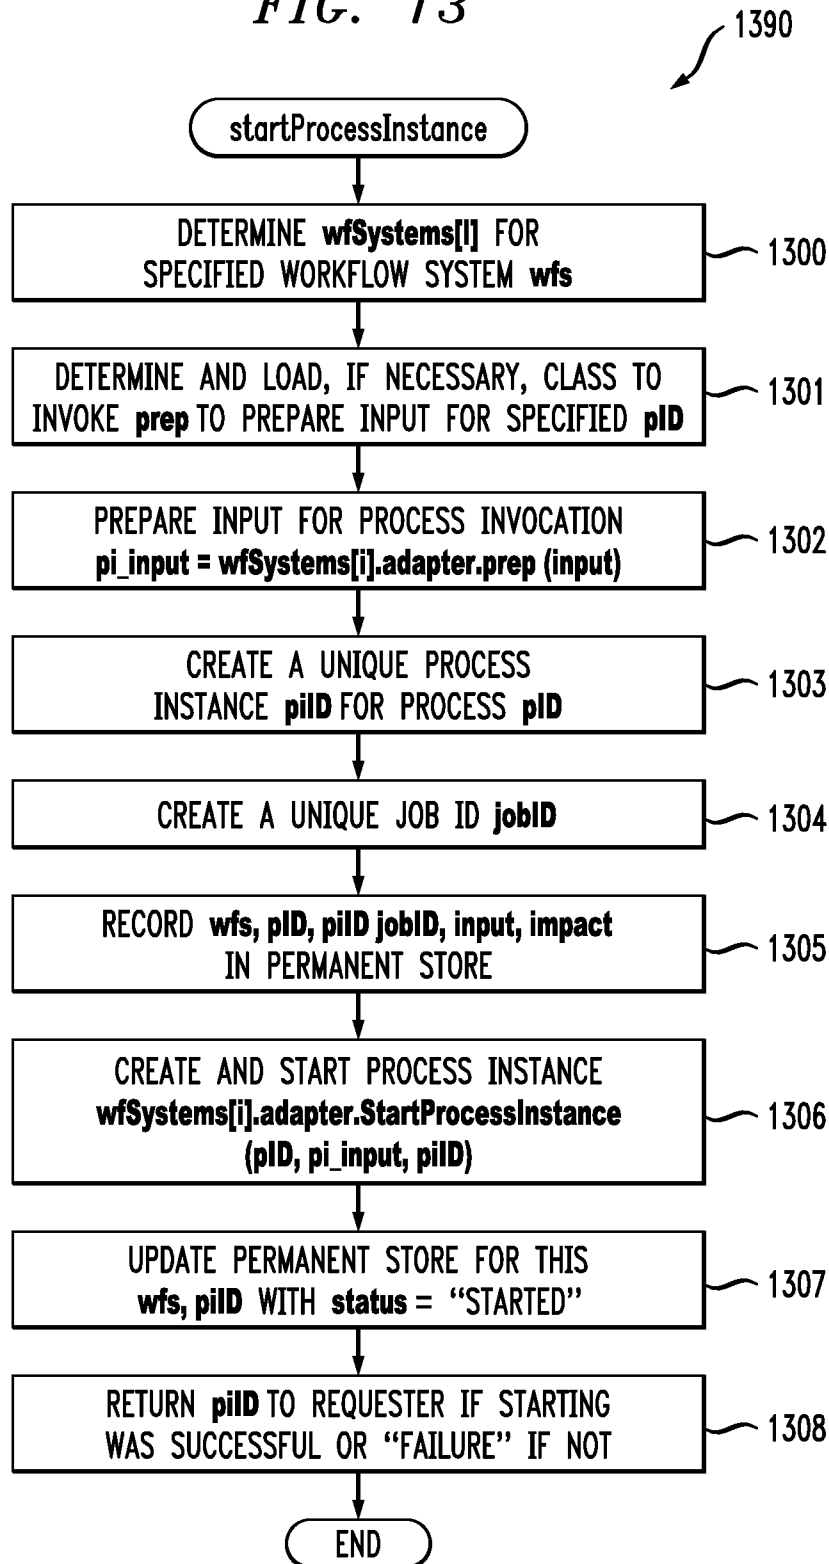 FIG. 13
1390
startProcessInstance
DETERMINE wfSystems[I] FOR
SPECIFIED WORKFLOW SYSTEM wfs
1300
DETERMINE AND LOAD, IF NECESSARY, CLASS TO
INVOKE prep TO PREPARE INPUT FOR SPECIFIED pID
1301
PREPARE INPUT FOR PROCESS INVOCATION
pi_input = wfSystems[i].adapter.prep (input)
1302
CREATE A UNIQUE PROCESS
INSTANCE piID FOR PROCESS pID
1303
CREATE A UNIQUE JOB ID jobID
1304
RECORD wfs, pID, piID jobID, input, impact
IN PERMANENT STORE
1305
CREATE AND START PROCESS INSTANCE
wfSystems[i].adapter.StartProcessInstance
(pID, pi_input, piID)
1306
UPDATE PERMANENT STORE FOR THIS
wfs, piID WITH status = “STARTED”
1307
RETURN piID TO REQUESTER IF STARTING
WAS SUCCESSFUL OR “FAILURE” IF NOT
1308
END